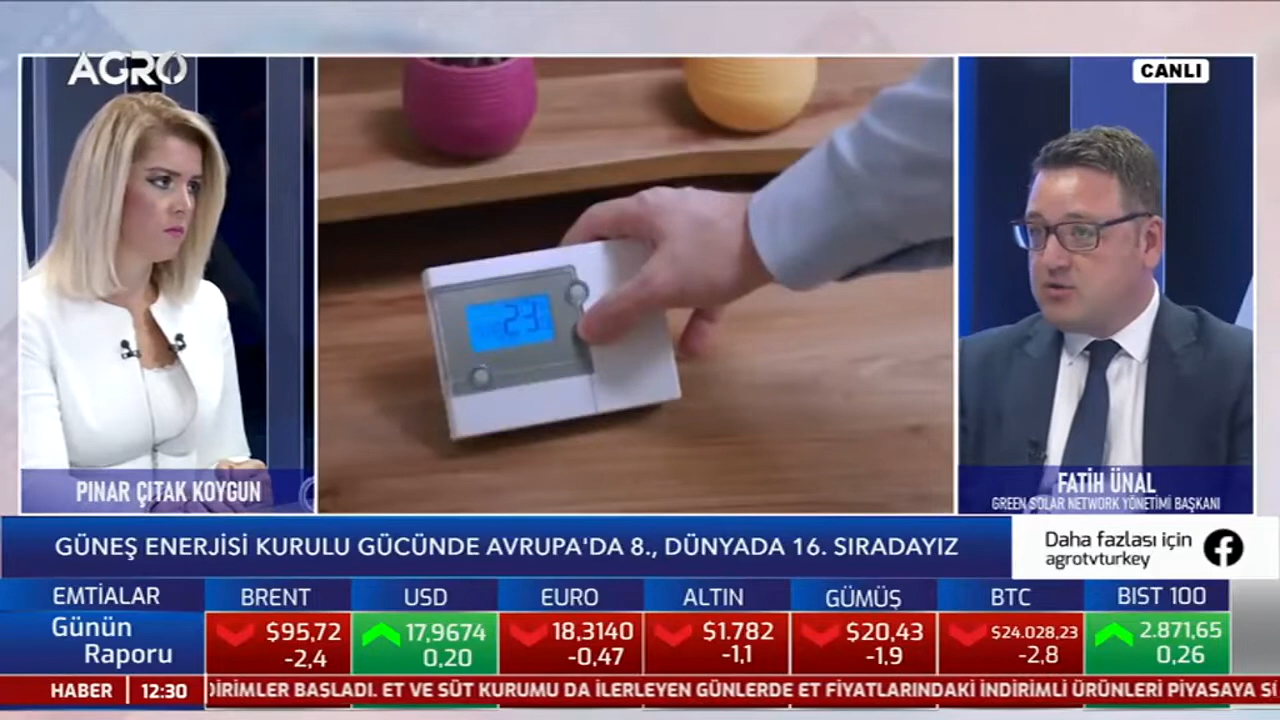 AGRO
CANLI
23
PINAR ÇITAK KOYGUN
FATİH ÜNAL
GREEN SOLAR NETWORK YÖNETİMİ BAŞKANI
GÜNEŞ ENERJİSİ KURULU GÜCÜNDE AVRUPA'DA 8., DÜNYADA 16. SIRADAYIZ
Daha fazlası için
agrotvturkey
EMTİALAR BRENT USD EURO ALTIN GÜMÜŞ BTC BIST 100
Günün $95,72 17,9674 18,3140 $1.782 $20,43 $24.028,23 2.871,65
Raporu -2,4 0,20 -0,47 -1,1 -1,9 -2,8 0,26
HABER 12:30 DİRİMLER BAŞLADI. ET VE SÜT KURUMU DA İLERLEYEN GÜNLERDE ET FİYATLARINDAKİ İNDİRİMLİ ÜRÜNLERİ PİYASAYA